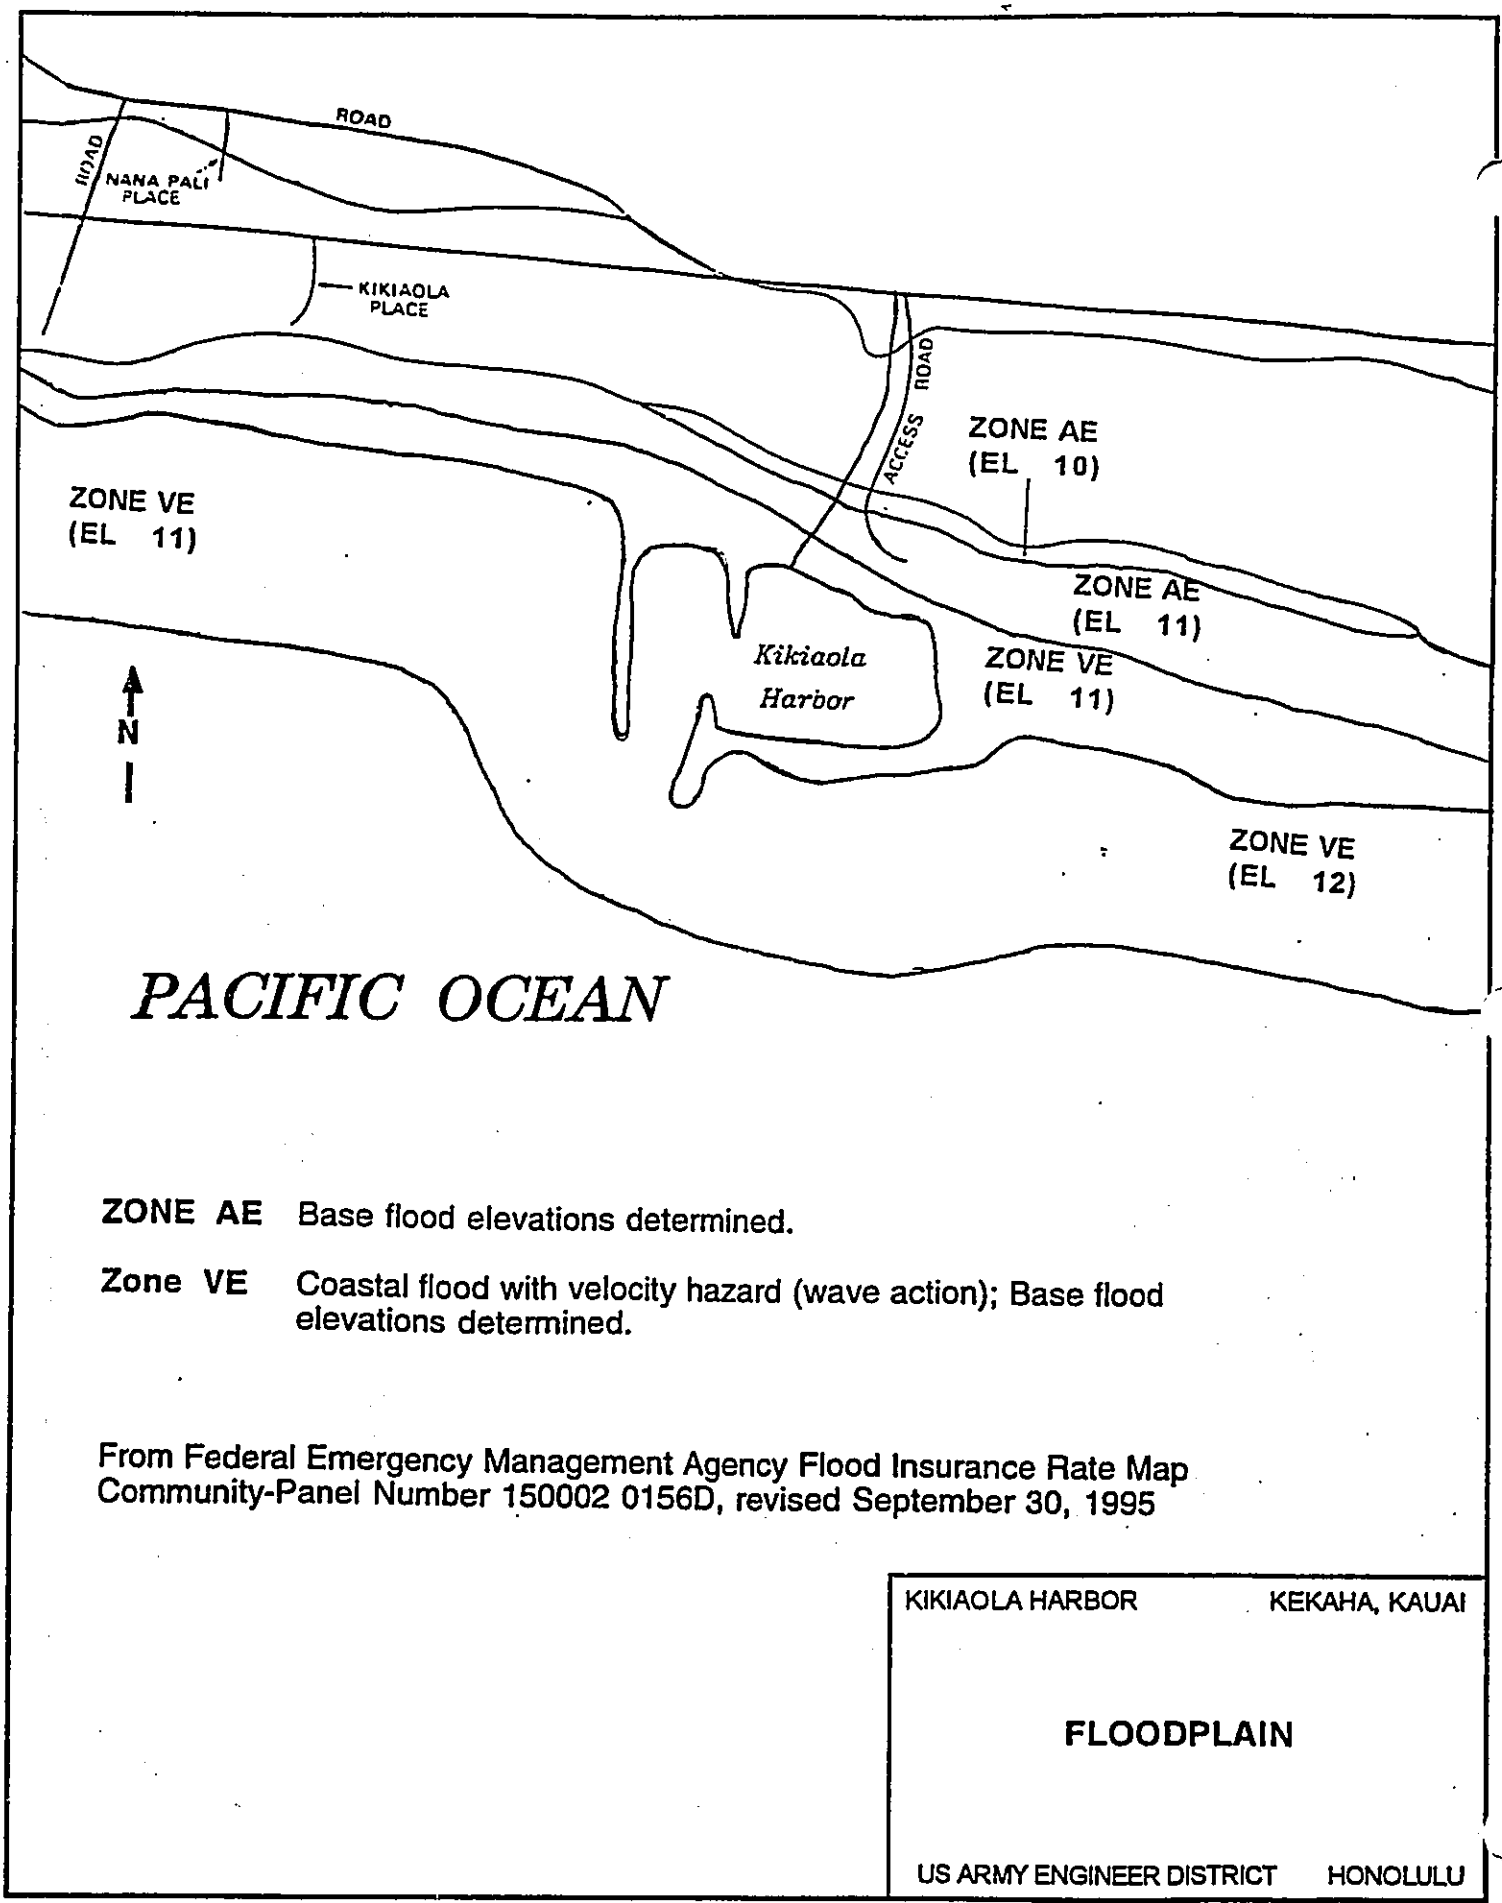 ROAD
ROAD
NANA PALI
PLACE
KIKIAOLA
PLACE
ACCESS ROAD
ZONE AE
(EL 10)
ZONE VE
(EL 11)
ZONE AE
(EL 11)
Kikiaola
Harbor
ZONE VE
(EL 11)
N
ZONE VE
(EL 12)
PACIFIC OCEAN
ZONE AE Base flood elevations determined.
Zone VE Coastal flood with velocity hazard (wave action); Base flood
elevations determined.
From Federal Emergency Management Agency Flood Insurance Rate Map
Community-Panel Number 150002 0156D, revised September 30, 1995
KIKIAOLA HARBOR KEKAHA, KAUAI
FLOODPLAIN
US ARMY ENGINEER DISTRICT HONOLULU